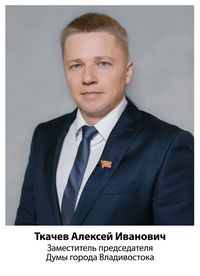 Ткачев Алексей Иванович
Заместитель председателя
Думы города Владивостока